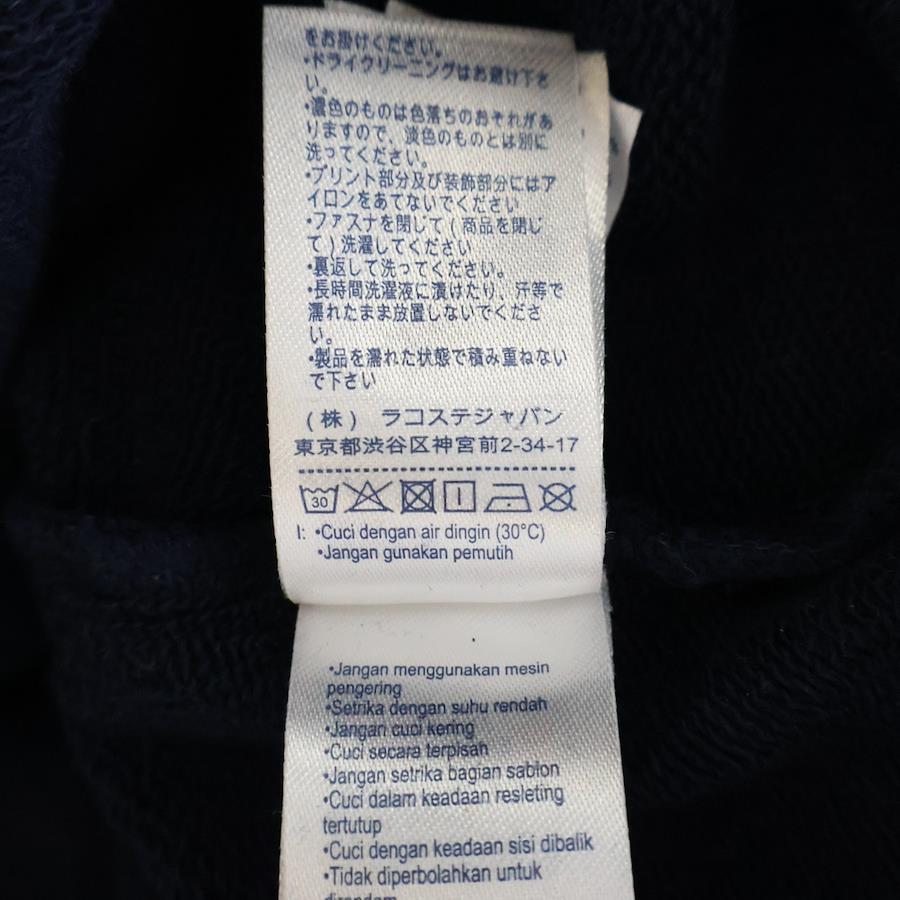 をお掛けください。
•ドライクリーニングはお避け下さ
い。
•濃色のものは色落ちのおそれがあ
りますので、淡色のものとは別に
洗ってください。
•プリント部分及び装飾部分にはア
イロンをあてないでください
•ファスナを閉じて(商品を閉じ
て)洗濯してください
•裏返して洗ってください。
•長時間洗濯液に漬けたり、汗等で
濡れたまま放置しないでくださ
い。
•製品を濡れた状態で積み重ねない
で下さい
(株) ラコステジャパン
東京都渋谷区神宮前2-34-17
30
I: •Cuci dengan air dingin (30°C)
•Jangan gunakan pemutih
•Jangan menggunakan mesin
pengering
•Setrika dengan suhu rendah
•Jangan cuci kering
•Cuci secara terpisah
•Jangan setrika bagian sablon
•Cuci dalam keadaan resleting
tertutup
•Cuci dengan keadaan sisi dibalik
•Tidak diperbolahkan untuk